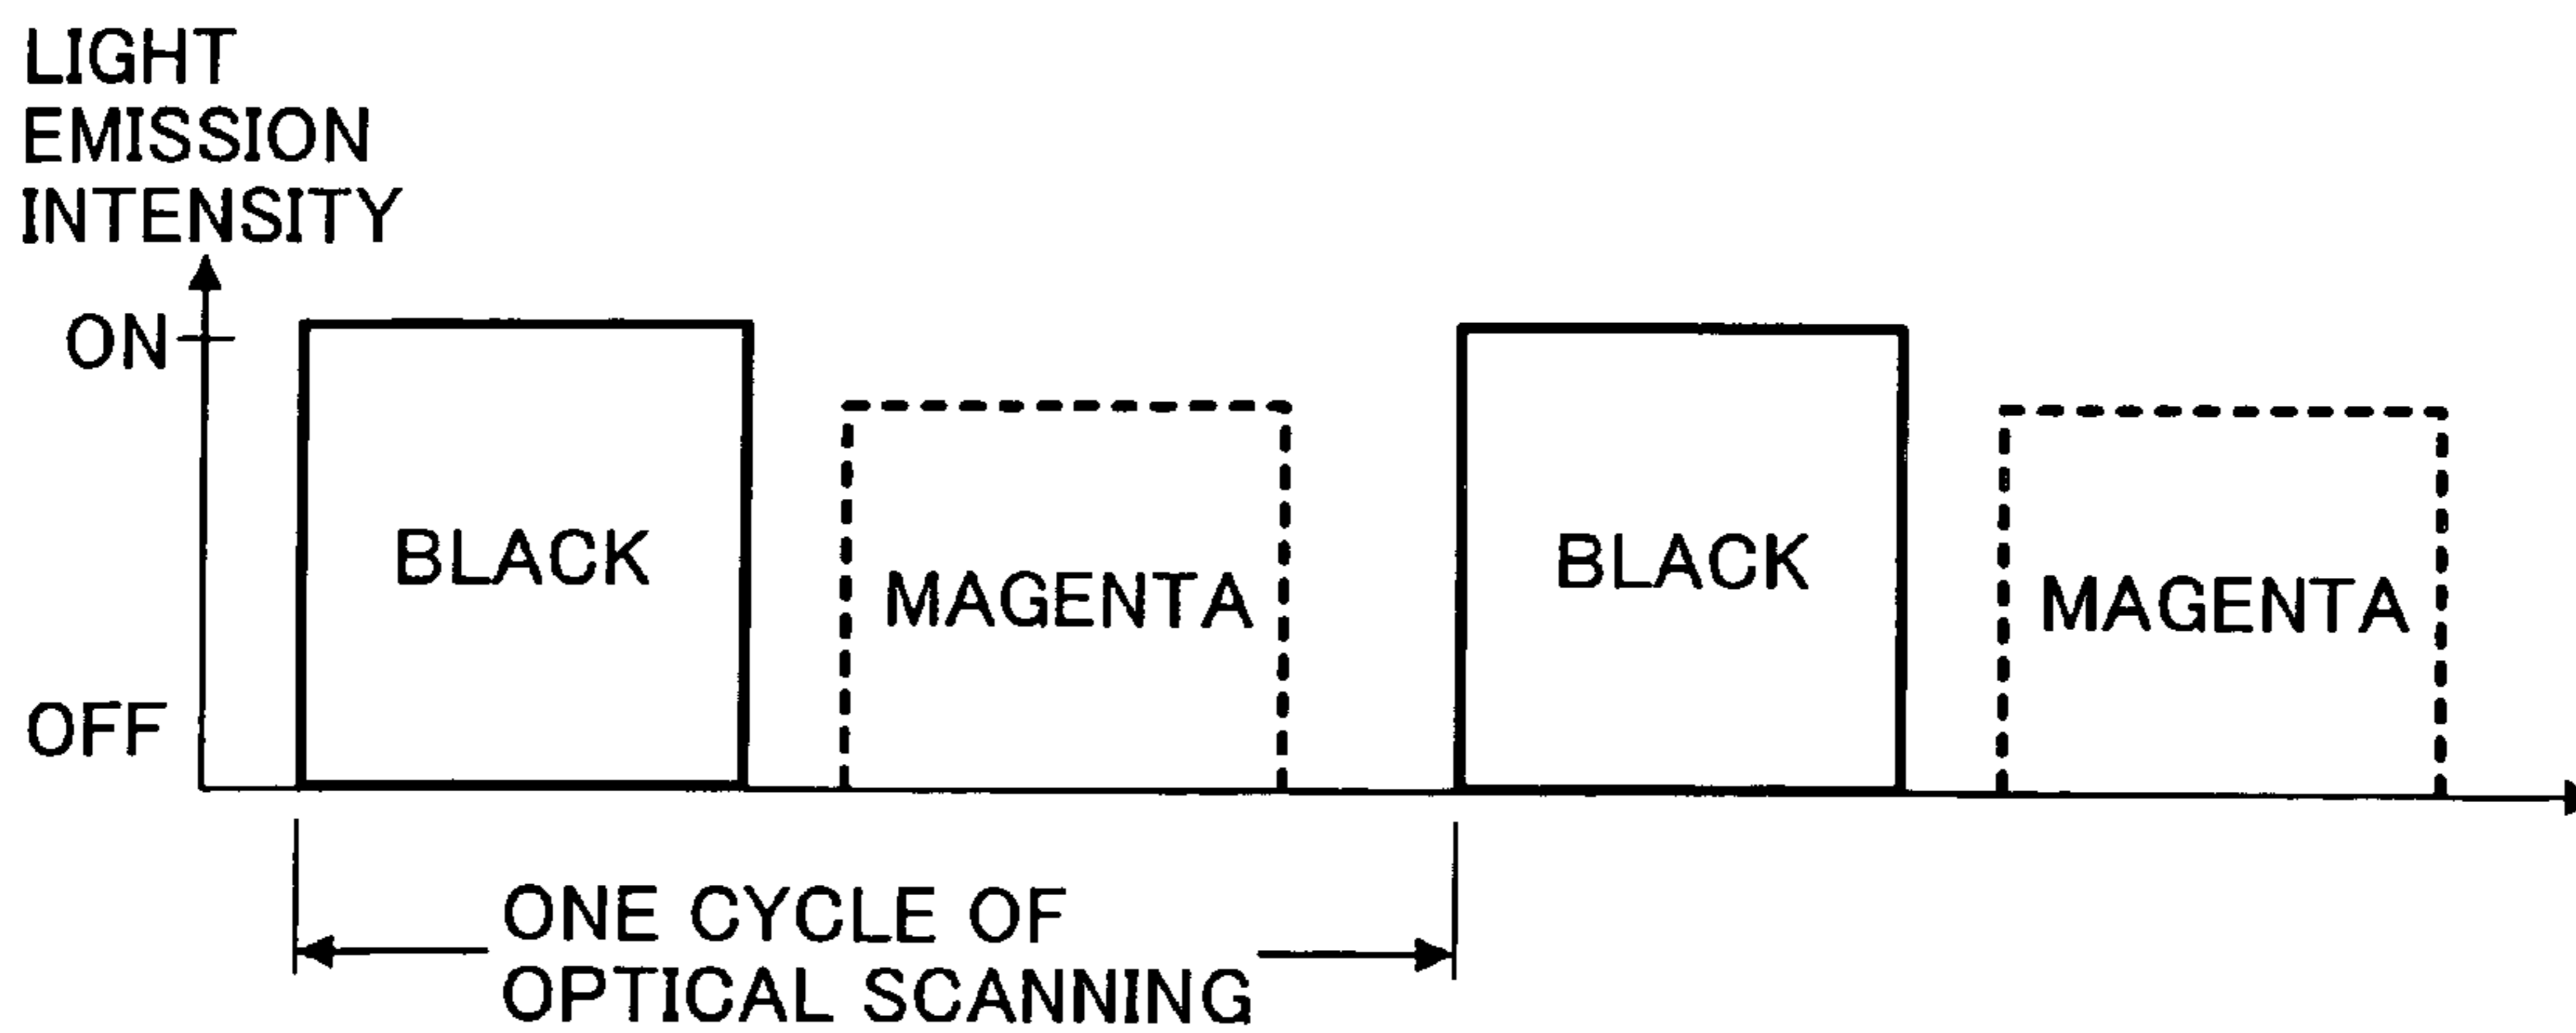 LIGHT
EMISSION
INTENSITY
ON
BLACK
MAGENTA
BLACK
MAGENTA
OFF
ONE CYCLE OF
OPTICAL SCANNING